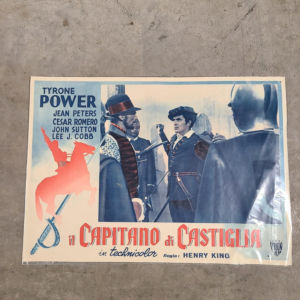 TYRONE
POWER
JEAN PETERS
CESAR ROMERO
JOHN SUTTON
LEE J. COBB
il CAPITANO di CASTIGLIA
in technicolor Regia: HENRY KING